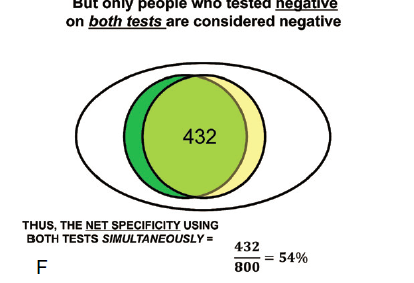 But only people who tested negative
on both tests are considered negative
432
THUS, THE NET SPECIFICITY USING
BOTH TESTS SIMULTANEOUSLY =
432
800
= 54%
F